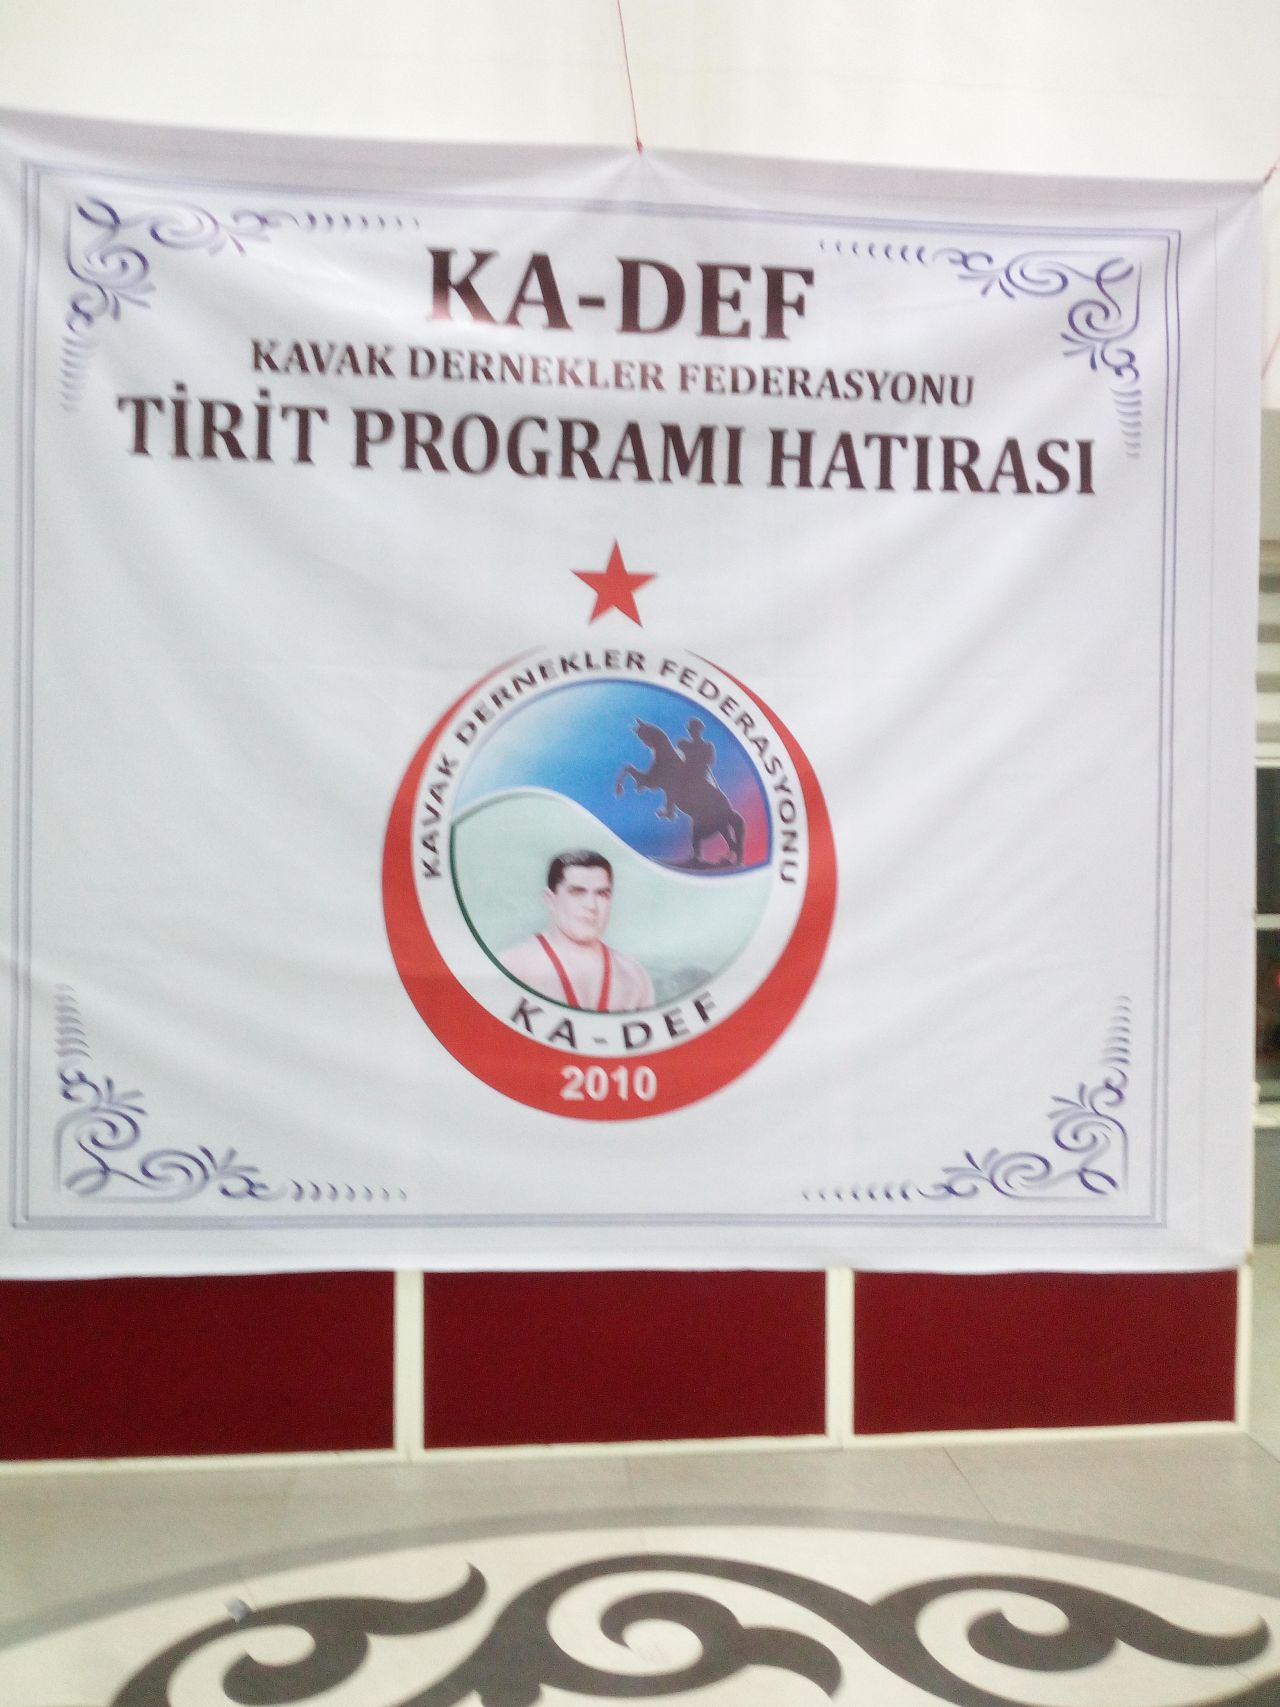 KA-DEF
KAVAK DERNEKLER FEDERASYONU
TİRİT PROGRAMI HATIRASI
KAVAK DERNEKLER FEDERASYONU
KA-DEF
2010